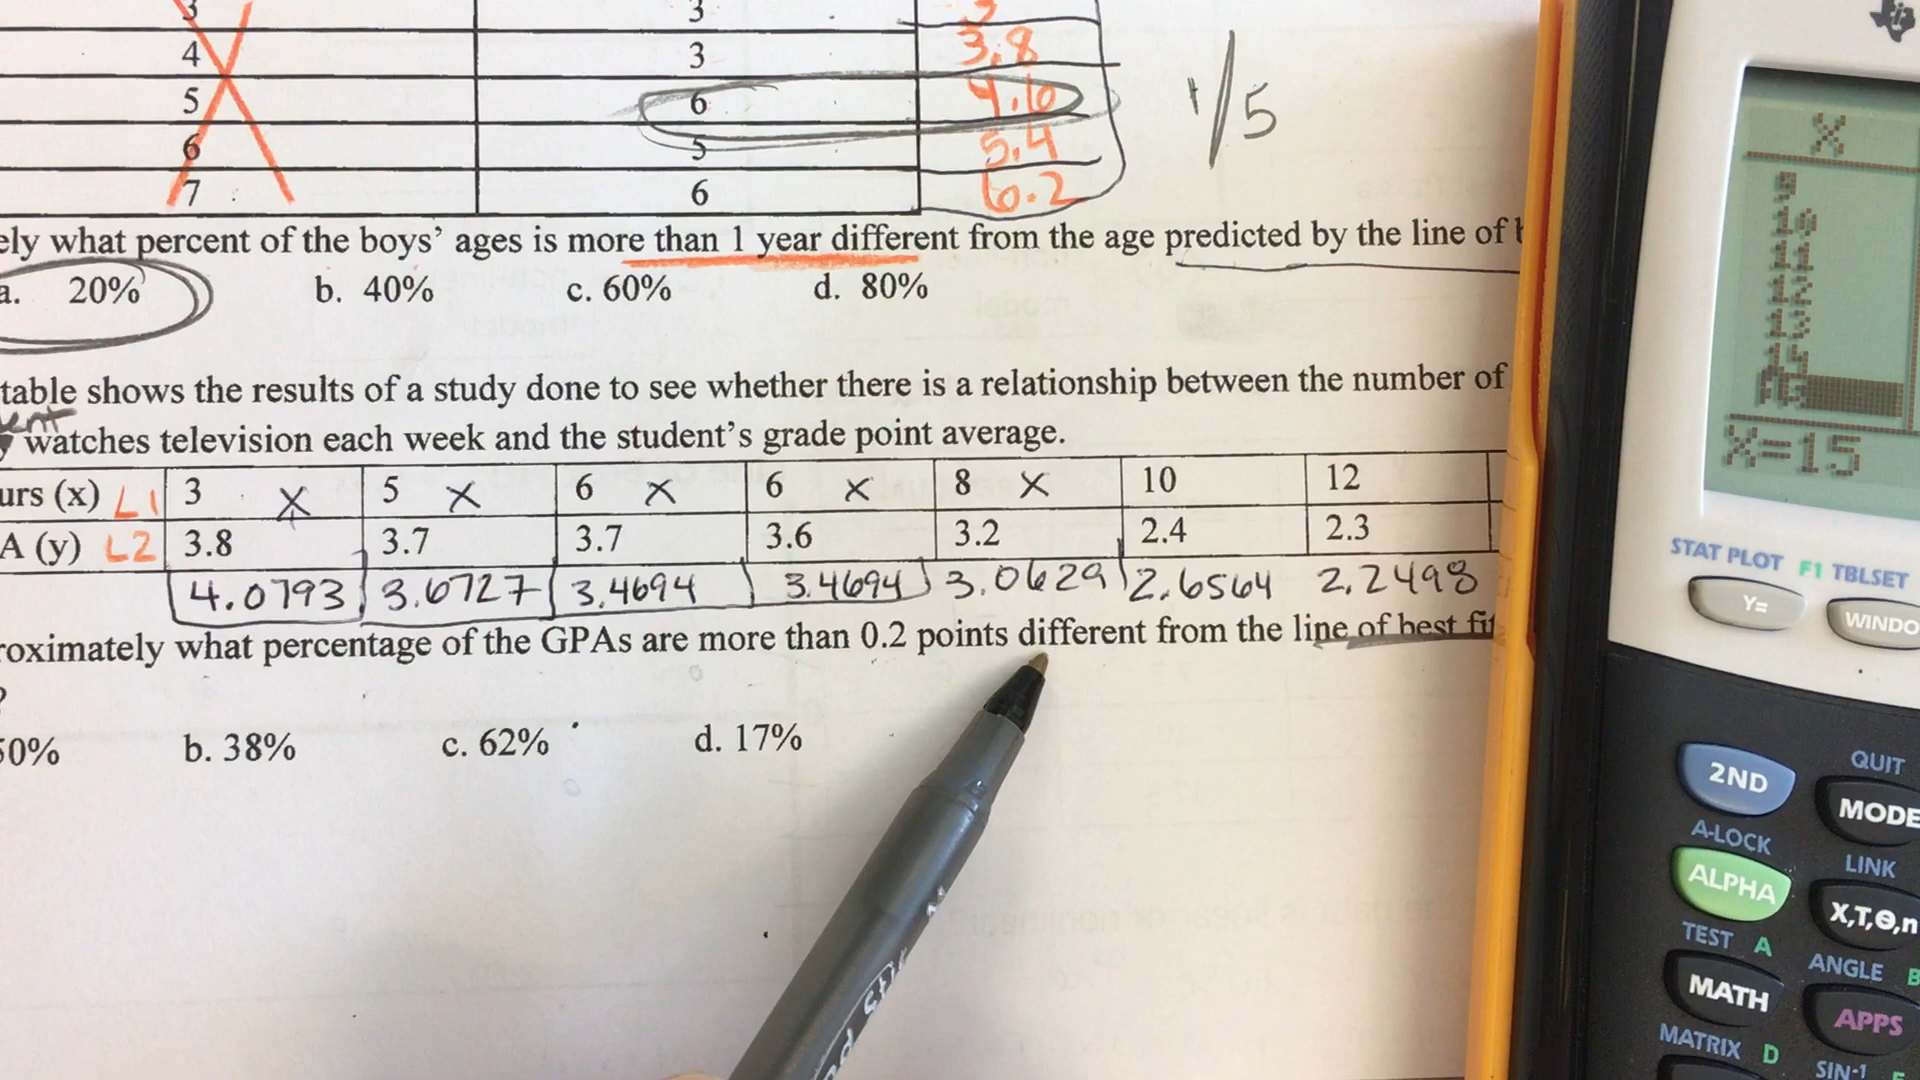 3 3 3
4 3 3.8
5 6 4.6
6 5 5.4
7 6 6.2
1/5
ely what percent of the boys' ages is more than 1 year different from the age predicted by the line of
a. 20% b. 40% c. 60% d. 80%
table shows the results of a study done to see whether there is a relationship between the number of
ent
watches television each week and the student's grade point average.
urs (x) L1 3 X 5 X 6 X 6 X 8 X 10 12
A (y) L2 3.8 3.7 3.7 3.6 3.2 2.4 2.3
4.0793 3.6727 3.4694 3.4694 3.0629 2.6564 2.2498
roximately what percentage of the GPAs are more than 0.2 points different from the line of best fit
?
50% b. 38% c. 62% d. 17%
X
9
10
11
12
13
14
X=15
STAT PLOT F1 TBLSET
Y= WINDO
2ND QUIT
MODE
A-LOCK LINK
ALPHA X,T,Θ,n
TEST A ANGLE B
MATH APPS
MATRIX D SIN-1 E